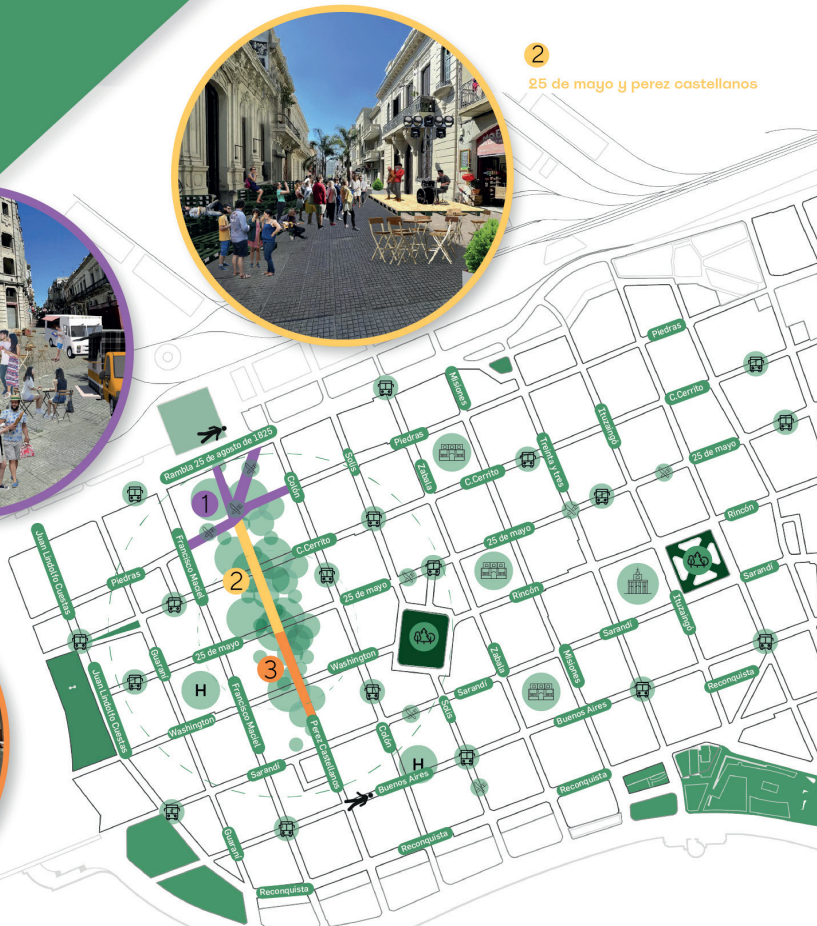 2
25 de mayo y perez castellanos
Piedras
C.Cerrito
Misiones
Ituzaingó
25 de mayo
Rambla 25 de agosto de 1825
Piedras
Solís
Treinta y tres
Zabala
C.Cerrito
Colón
Rincón
1
Juan Lindolfo Cuestas
Francisco Maciel
C.Cerrito
25 de mayo
Piedras
2
25 de mayo
Rincón
Sarandí
Ituzaingó
Sarandí
Guaraní
25 de mayo
3
Washington
Zabala
Misiones
Reconquista
H
Juan Lindolfo Cuestas
Francisco Maciel
Sarandí
Solís
Buenos Aires
Washington
Perez Castellanos
Colón
Sarandí
H
Buenos Aires
Reconquista
Guaraní
Reconquista
Reconquista